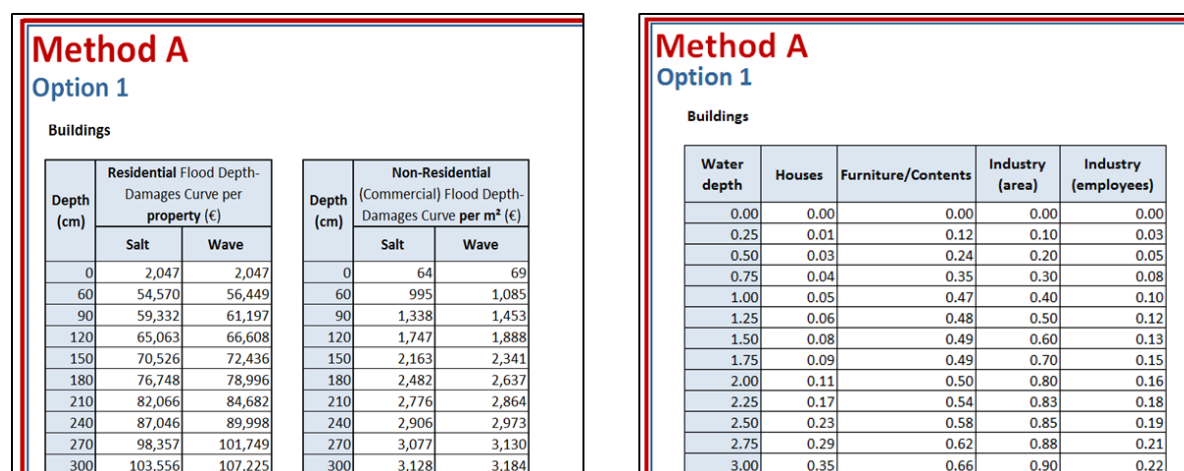 Method A
Option 1
Buildings
Depth (cm) Residential Flood Depth-Damages Curve per property (€) Depth (cm) Non-Residential (Commercial) Flood Depth-Damages Curve per m² (€)
Salt Wave Salt Wave
0 2,047 2,047 0 64 69
60 54,570 56,449 60 995 1,085
90 59,332 61,197 90 1,338 1,453
120 65,063 66,608 120 1,747 1,888
150 70,526 72,436 150 2,163 2,341
180 76,748 78,996 180 2,482 2,637
210 82,066 84,682 210 2,776 2,864
240 87,046 89,998 240 2,906 2,973
270 98,357 101,749 270 3,077 3,130
300 103,556 107,225 300 3,128 3,184
Method A
Option 1
Buildings
Water depth Houses Furniture/Contents Industry (area) Industry (employees)
0.00 0.00 0.00 0.00 0.00
0.25 0.01 0.12 0.10 0.03
0.50 0.03 0.24 0.20 0.05
0.75 0.04 0.35 0.30 0.08
1.00 0.05 0.47 0.40 0.10
1.25 0.06 0.48 0.50 0.12
1.50 0.08 0.49 0.60 0.13
1.75 0.09 0.49 0.70 0.15
2.00 0.11 0.50 0.80 0.16
2.25 0.17 0.54 0.83 0.18
2.50 0.23 0.58 0.85 0.19
2.75 0.29 0.62 0.88 0.21
3.00 0.35 0.66 0.90 0.22